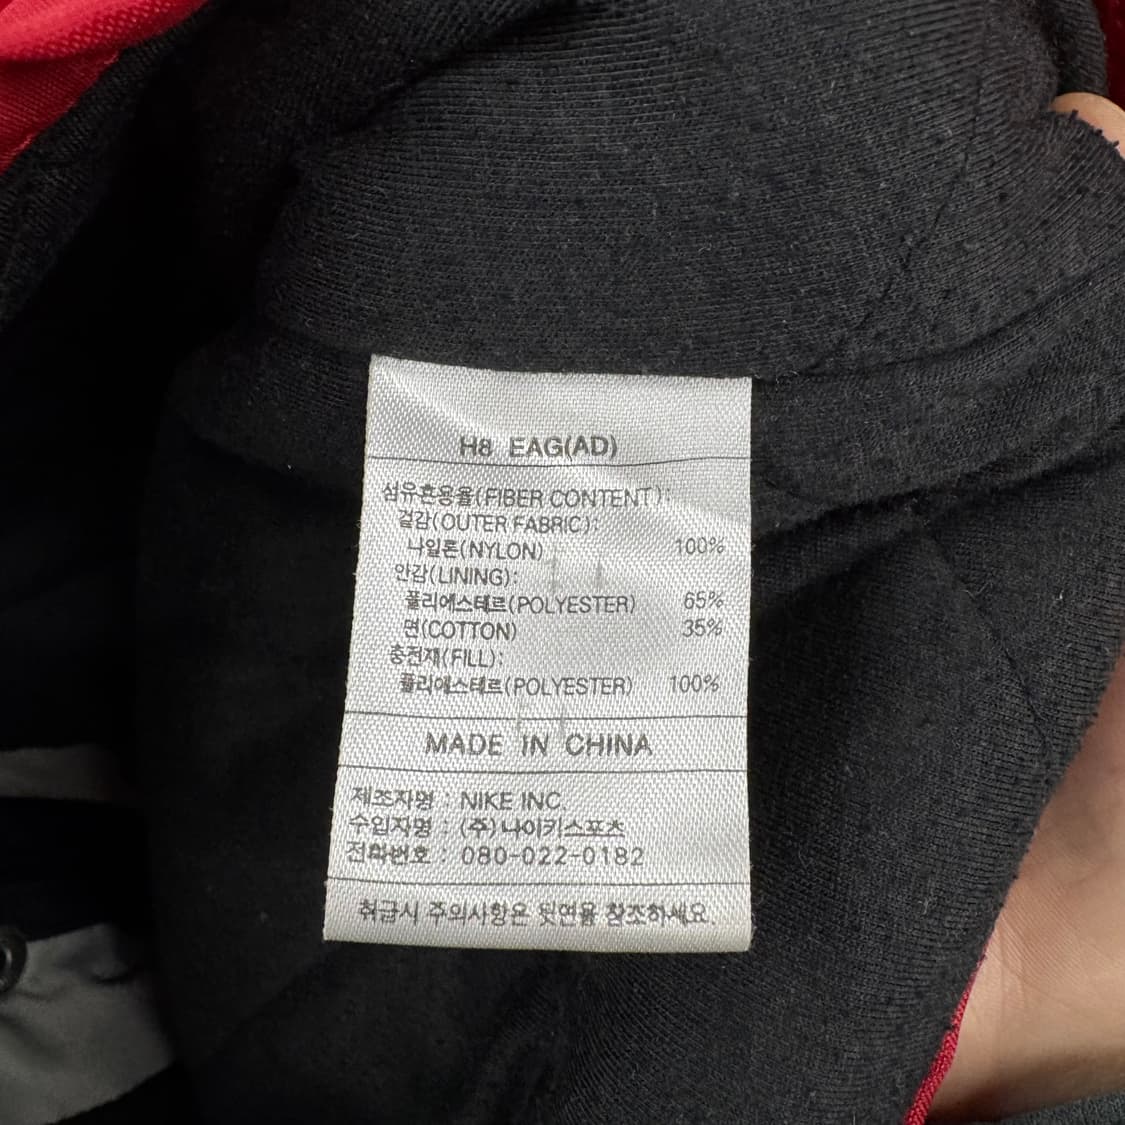 H8 EAG(AD)
섬유혼용율(FIBER CONTENT):
겉감(OUTER FABRIC):
나일론(NYLON) 100%
안감(LINING):
폴리에스테르(POLYESTER) 65%
면(COTTON) 35%
충전재(FILL):
폴리에스테르(POLYESTER) 100%
MADE IN CHINA
제조자명 : NIKE INC.
수입자명 : (주)나이키스포츠
전화번호 : 080-022-0182
취급시 주의사항은 뒷면을 참조하세요.